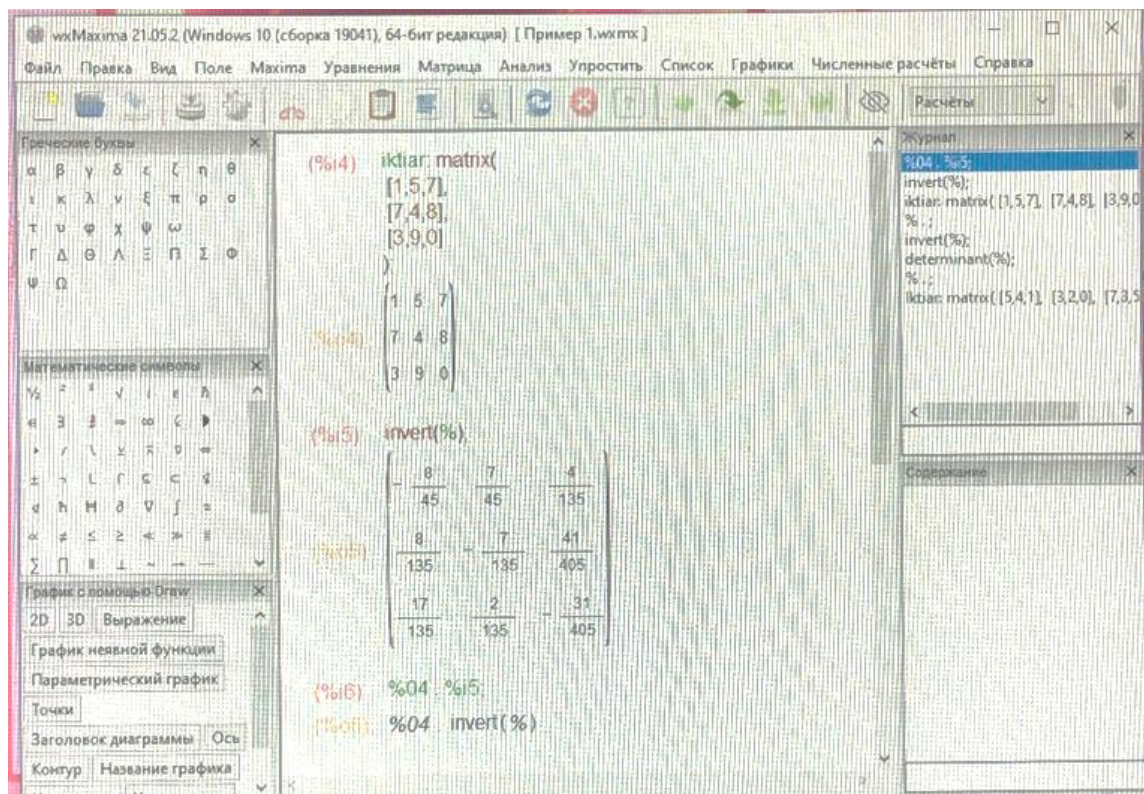 wxMaxima 21.05.2 (Windows 10 (сборка 19041), 64-бит редакция) [ Пример 1.wxmx ]
Файл Правка Вид Поле Maxima Уравнения Матрица Анализ Упростить Список Графики Численные расчёты Справка
Расчёты
Греческие буквы
α β γ δ ε ζ η θ
ι κ λ ν ξ π ρ σ
τ υ φ χ ψ ω
Γ Δ Θ Λ Ξ Π Σ Φ
Ψ Ω
Математические символы
График с помощью Draw
2D 3D Выражение
График неявной функции
Параметрический график
Точки
Заголовок диаграммы Ось
Контур Название графика
(%i4) iktiar: matrix(
[1,5,7],
[7,4,8],
[3,9,0]
)
(%o4)
1 5 7
7 4 8
3 9 0
(%i5) invert(%);
(%o5)
- 8/45 7/45 4/135
8/135 - 7/135 41/405
17/135 2/135 - 31/405
(%i6) %04 . %i5;
(%o6) %04 . invert(%)
Журнал
%04 . %i5;
invert(%);
iktiar: matrix( [1,5,7], [7,4,8], [3,9,0
% . ;
invert(%);
determinant(%);
% . ;
iktiar: matrix( [5,4,1], [3,2,0], [7,3,5
Содержание